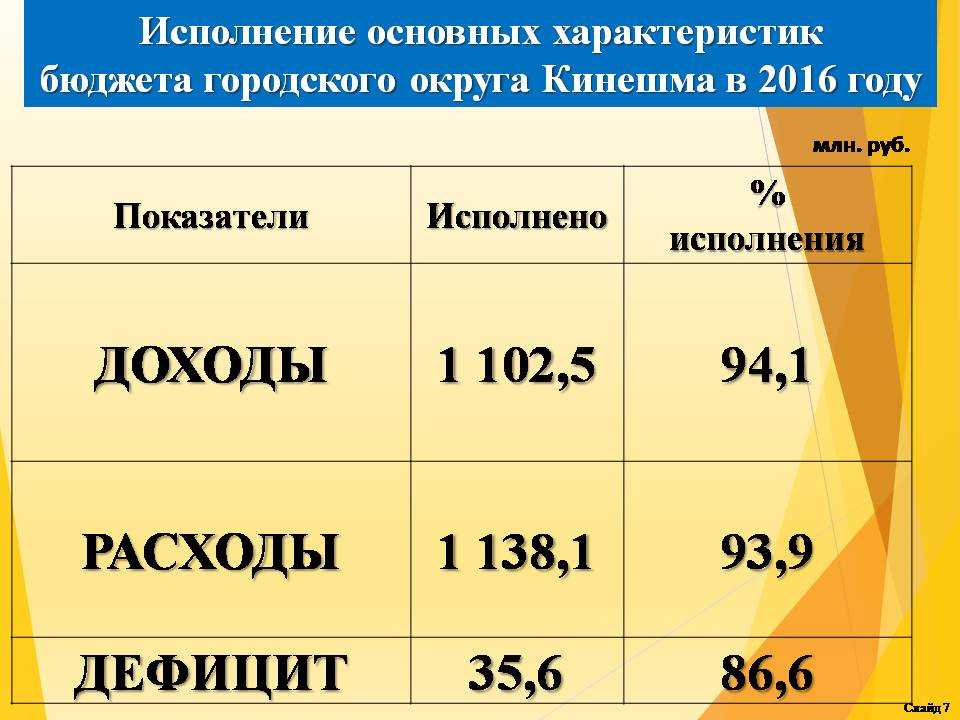 Исполнение основных характеристик
бюджета городского округа Кинешма в 2016 году
млн. руб.
Показатели Исполнено %
исполнения
ДОХОДЫ 1 102,5 94,1
РАСХОДЫ 1 138,1 93,9
ДЕФИЦИТ 35,6 86,6
Слайд 7